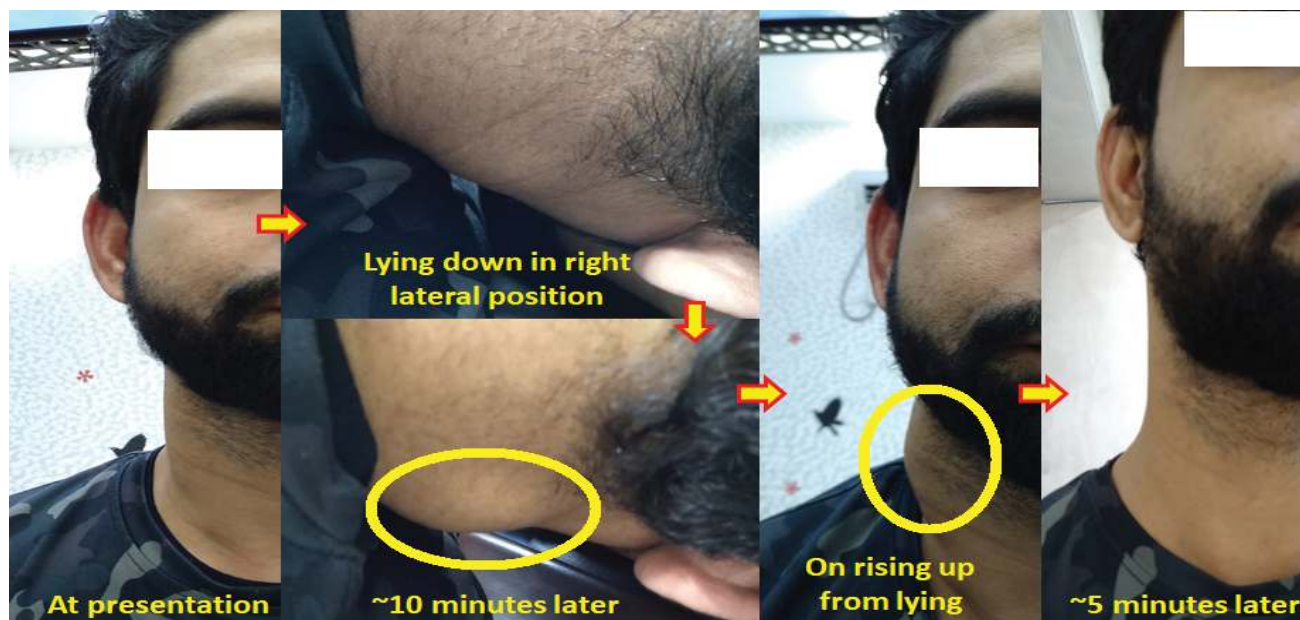 At presentation
Lying down in right
lateral position
~10 minutes later
On rising up
from lying
~5 minutes later